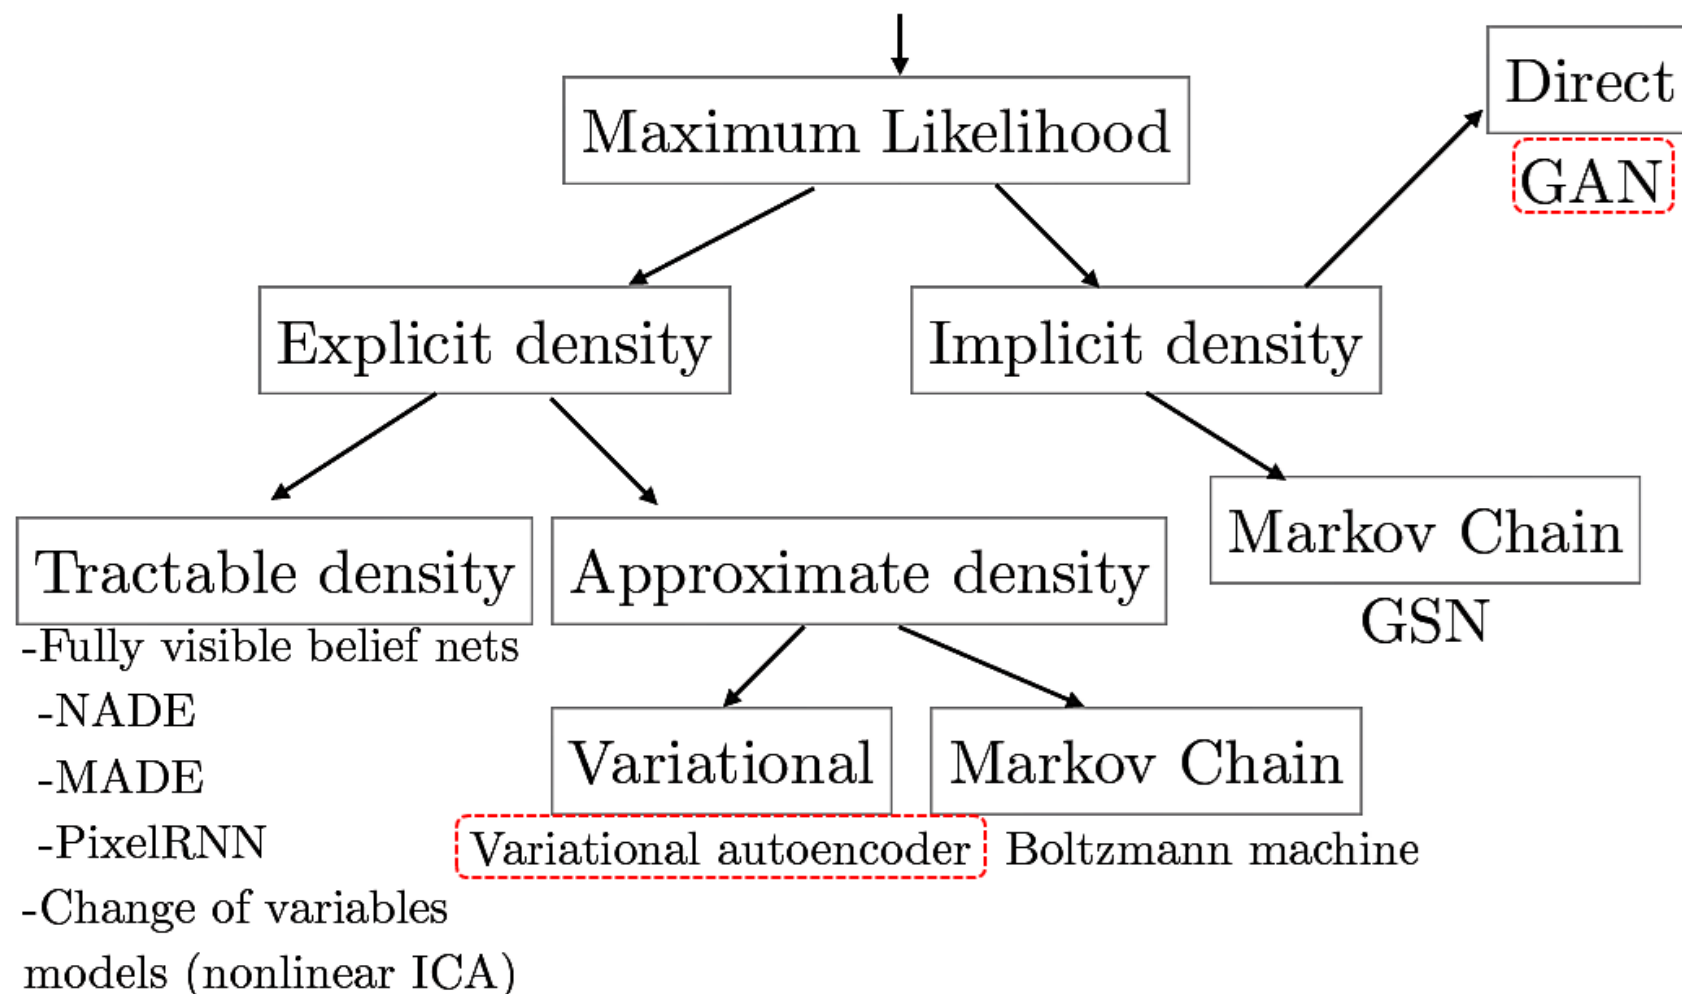 Direct
Maximum Likelihood
GAN
Explicit density
Implicit density
Markov Chain
GSN
Tractable density
Approximate density
-Fully visible belief nets
-NADE
-MADE
-PixelRNN
-Change of variables
models (nonlinear ICA)
Variational
Markov Chain
Variational autoencoder
Boltzmann machine